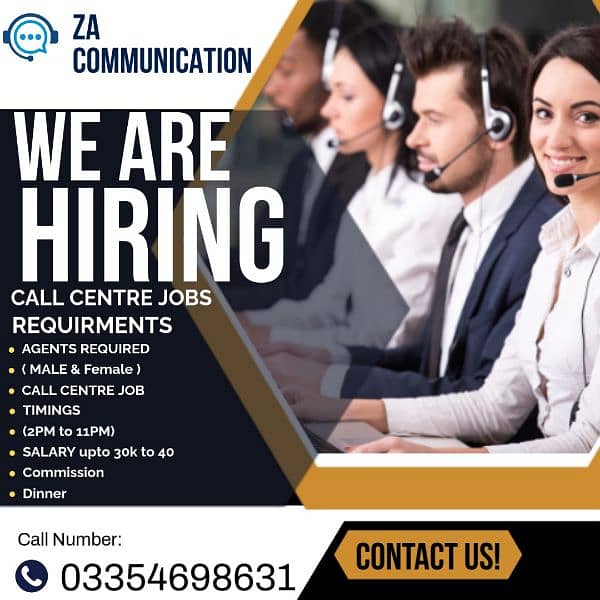 ZA
COMMUNICATION
WE ARE
HIRING
CALL CENTRE JOBS
REQUIRMENTS
• AGENTS REQUIRED
• ( MALE & Female )
• CALL CENTRE JOB
• TIMINGS
• (2PM to 11PM)
• SALARY upto 30k to 40
• Commission
• Dinner
Call Number:
03354698631
CONTACT US!